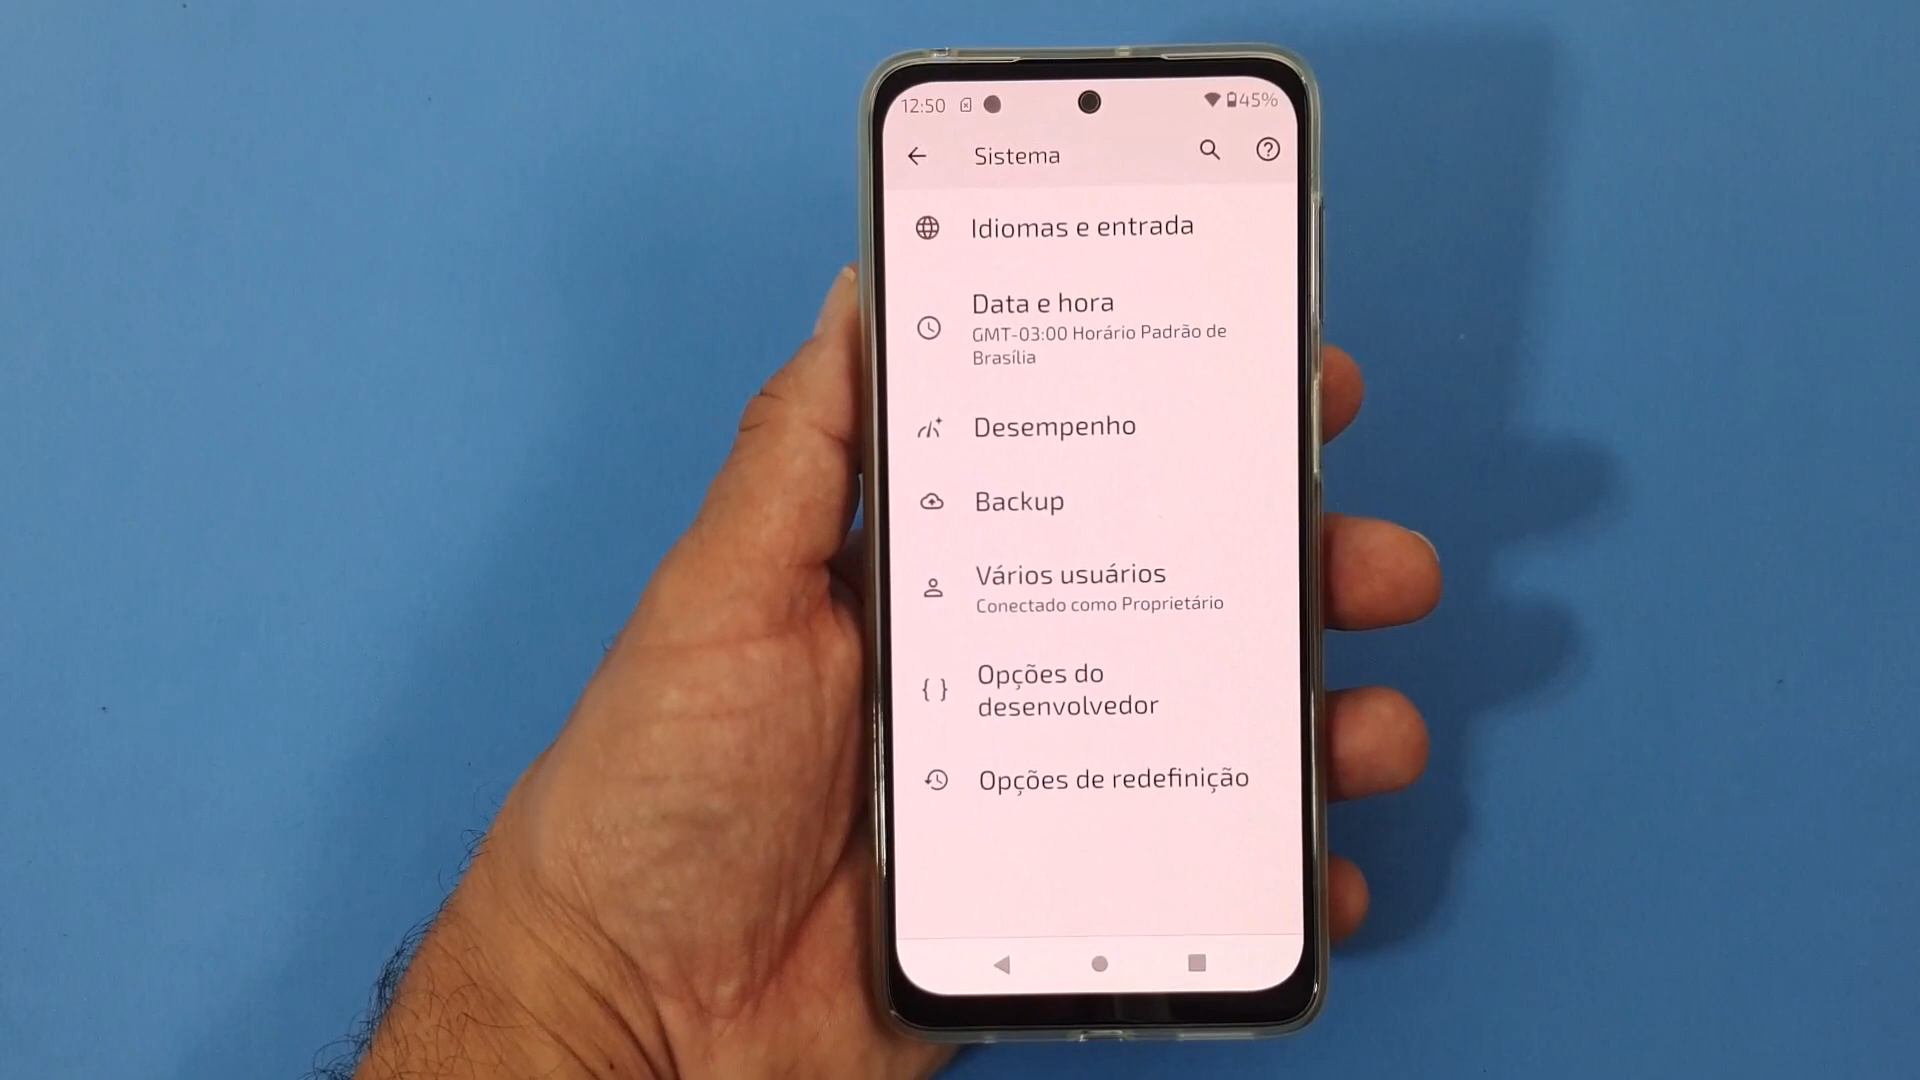 12:50 45%
Sistema
Idiomas e entrada
Data e hora
GMT-03:00 Horário Padrão de
Brasília
Desempenho
Backup
Vários usuários
Conectado como Proprietário
Opções do
desenvolvedor
Opções de redefinição